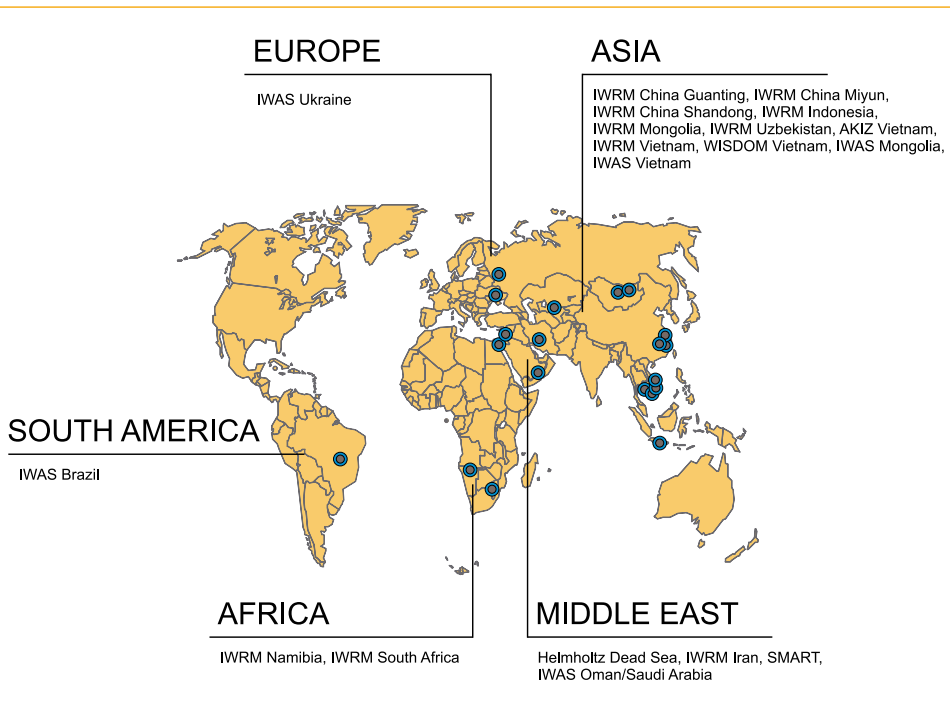 EUROPE
IWAS Ukraine
ASIA
IWRM China Guanting, IWRM China Miyun,
IWRM China Shandong, IWRM Indonesia,
IWRM Mongolia, IWRM Uzbekistan, AKIZ Vietnam,
IWRM Vietnam, WISDOM Vietnam, IWAS Mongolia,
IWAS Vietnam
SOUTH AMERICA
IWAS Brazil
AFRICA
IWRM Namibia, IWRM South Africa
MIDDLE EAST
Helmholtz Dead Sea, IWRM Iran, SMART,
IWAS Oman/Saudi Arabia